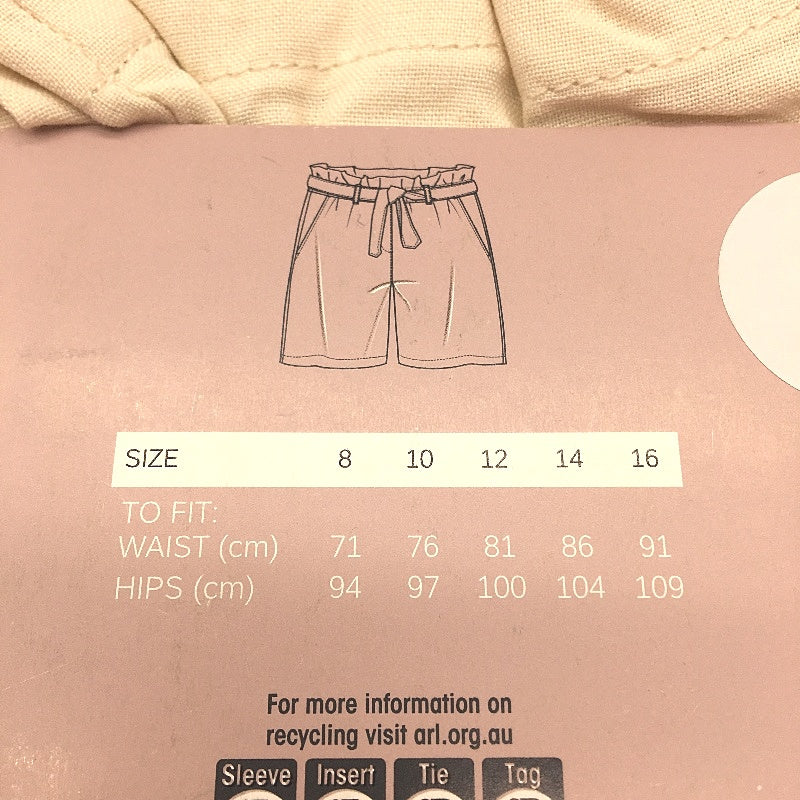 SIZE 8 10 12 14 16
TO FIT:
WAIST (cm) 71 76 81 86 91
HIPS (cm) 94 97 100 104 109
For more information on
recycling visit arl.org.au
Sleeve Insert Tie Tag